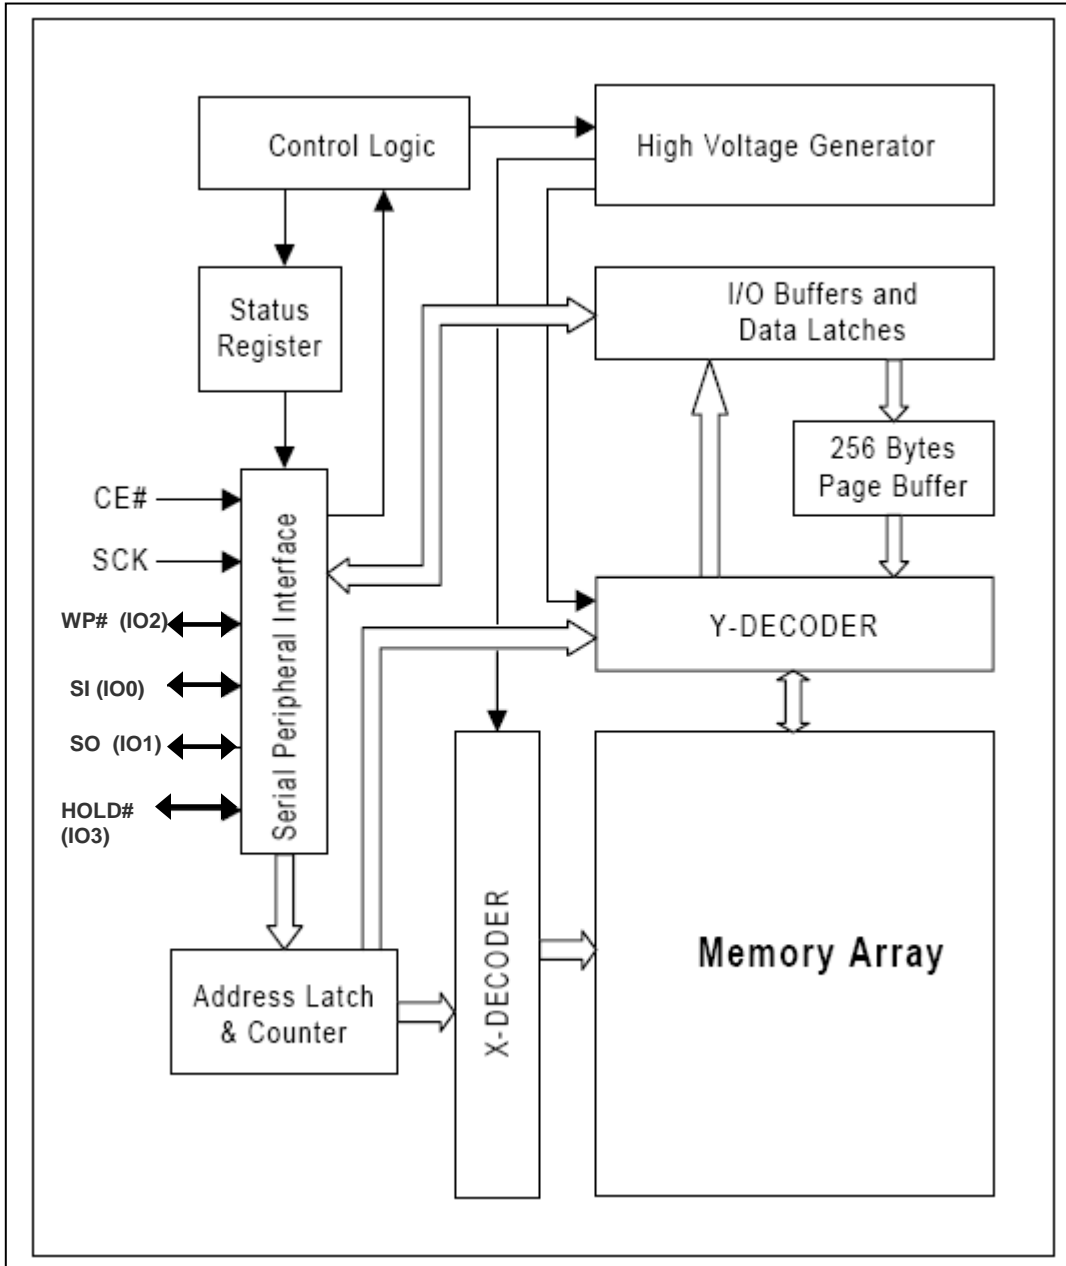 Control Logic
High Voltage Generator
Status
Register
I/O Buffers and
Data Latches
256 Bytes
Page Buffer
CE#
SCK
WP# (IO2)
SI (IO0)
SO (IO1)
HOLD#
(IO3)
Serial Peripheral Interface
Y-DECODER
Address Latch
& Counter
X-DECODER
Memory Array